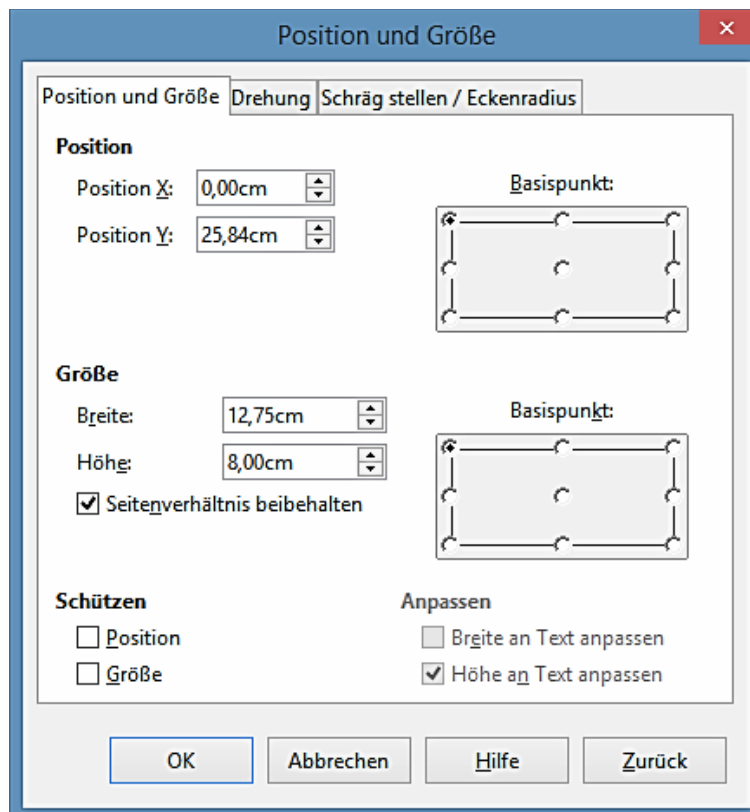 Position und Größe
Position und Größe Drehung Schräg stellen / Eckenradius
Position
Position X: 0,00cm
Basispunkt:
Position Y: 25,84cm
Größe
Breite: 12,75cm
Basispunkt:
Höhe: 8,00cm
Seitenverhältnis beibehalten
Schützen
Anpassen
Position
Breite an Text anpassen
Größe
Höhe an Text anpassen
OK Abbrechen Hilfe Zurück